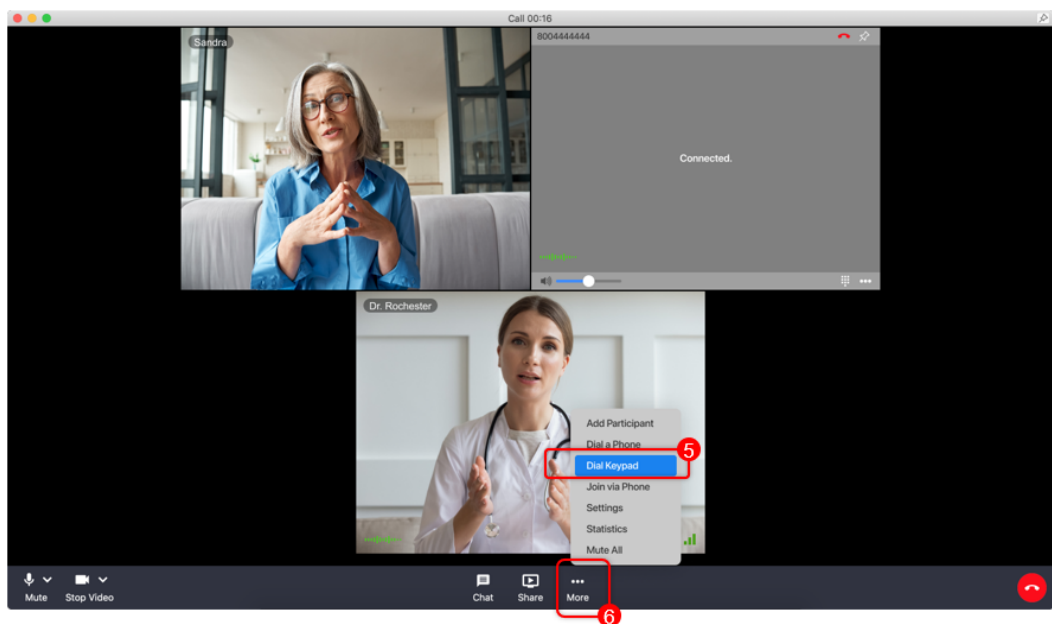 Call 00:16
Sandra
8004444444
Connected.
Dr. Rochester
Add Participant
Dial a Phone
5
Dial Keypad
Join via Phone
Settings
Statistics
Mute All
Mute
Stop Video
Chat
Share
More
6